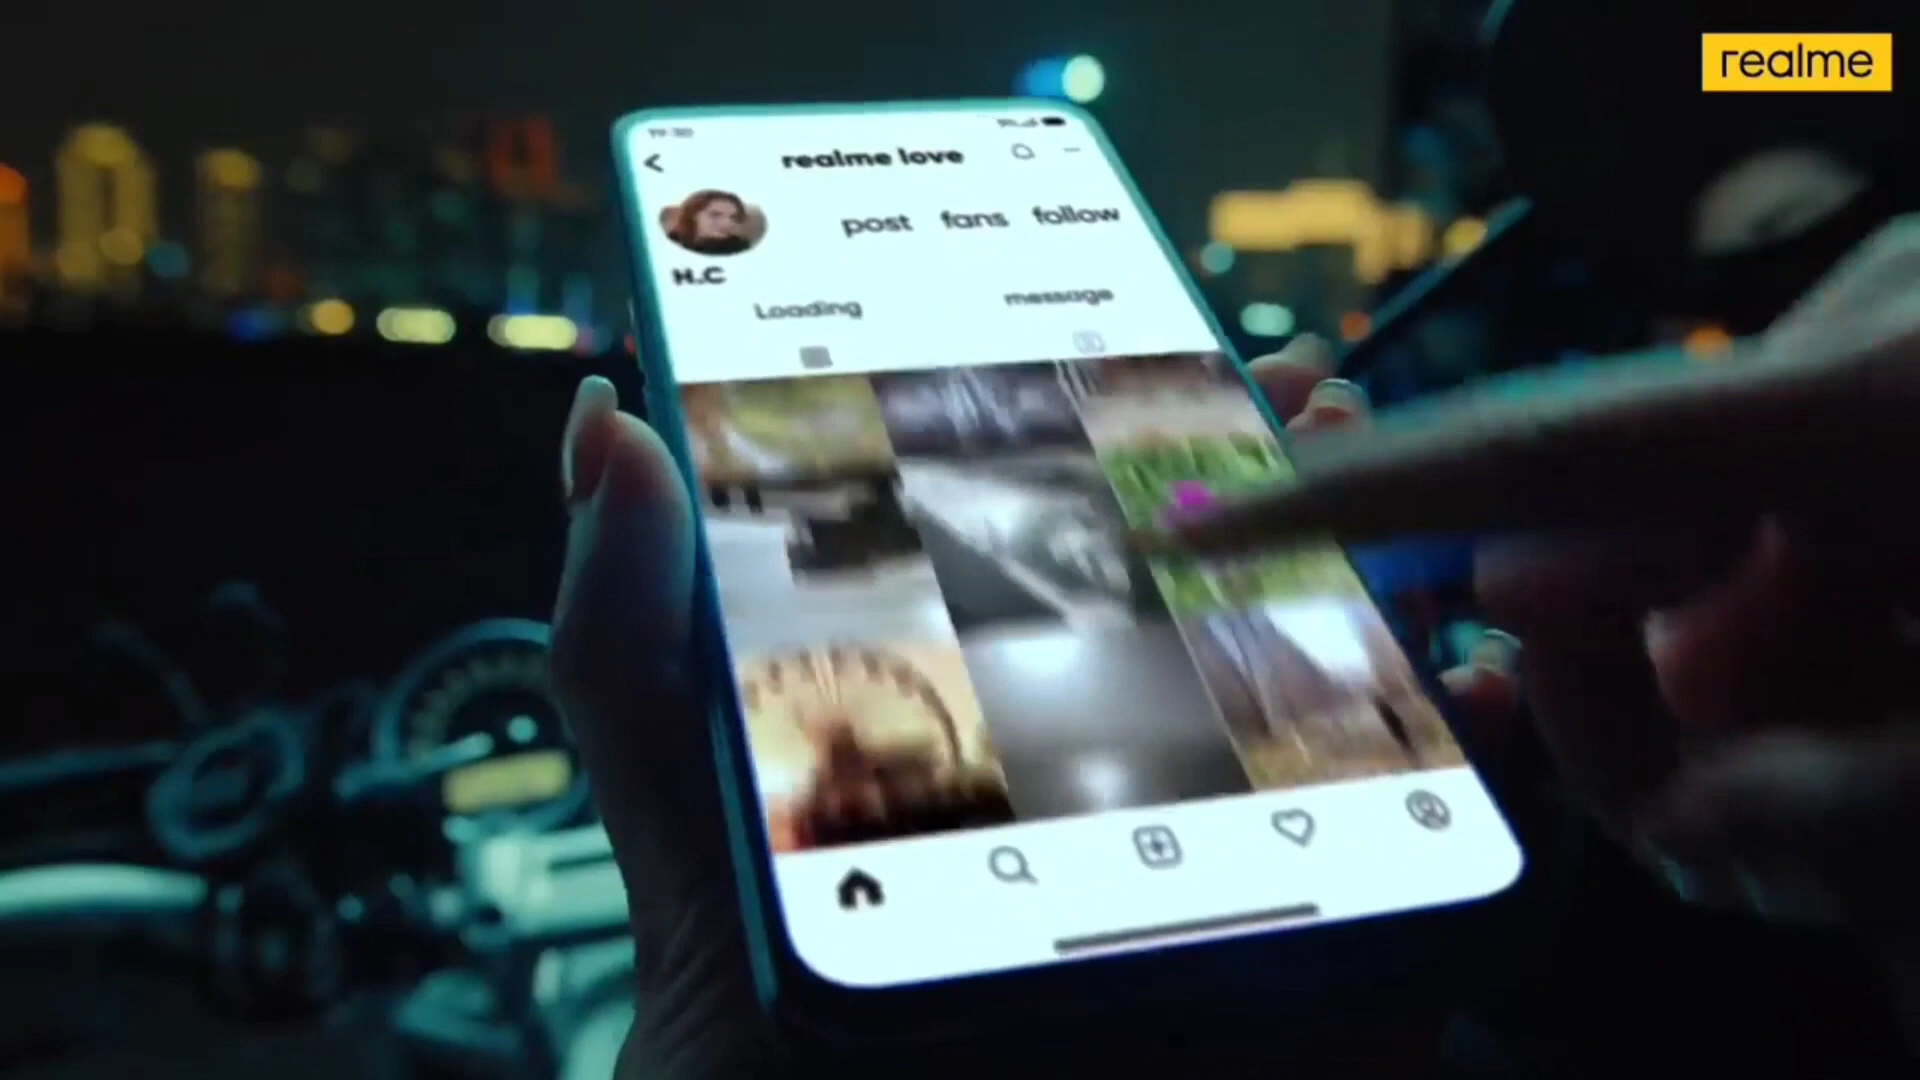 realme
realme love
post fans follow
H.C
Loading
message